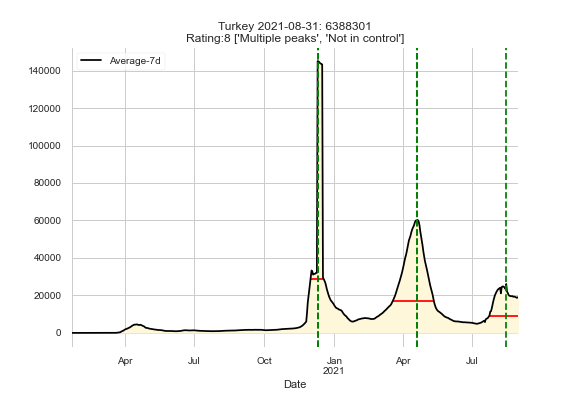 Turkey 2021-08-31: 6388301
Rating:8 ['Multiple peaks', 'Not in control']
Average-7d
140000
120000
100000
80000
60000
40000
20000
0
Apr
Jul
Oct
Jan
2021
Apr
Jul
Date